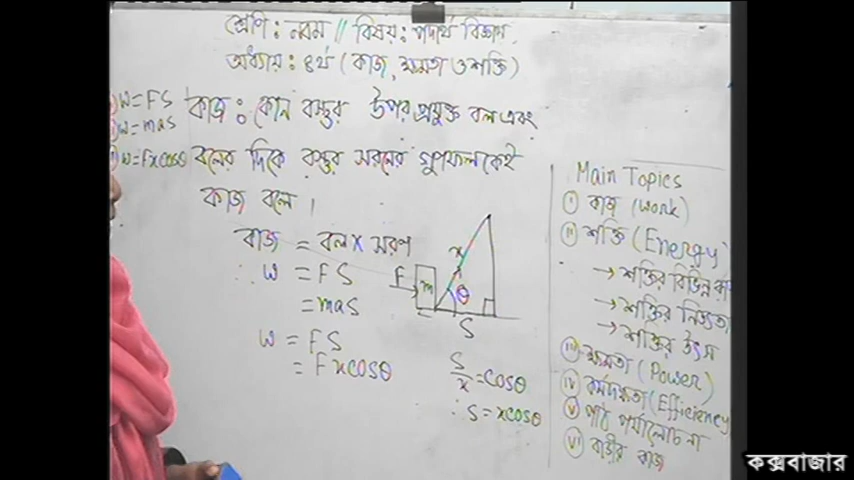 শ্রেণি: নবম // বিষয়: পদার্থ বিজ্ঞান
অধ্যায়: ৪র্থ (কাজ, ক্ষমতা ও শক্তি)
W=FS
W=mas
W=Fxcosθ
কাজ: কোন বস্তুর উপর প্রযুক্ত বল এবং
বলের দিকে বস্তুর সরনের গুণফলকেই
কাজ বলে।
কাজ = বল x সরণ
∴ W = FS
= mas
W = FS
= Fxcosθ
F
m
x
θ
S
S/x = cosθ
∴ S = xcosθ
Main Topics
i কাজ (Work)
ii শক্তি (Energy)
→ শক্তির বিভিন্ন
→ শক্তির নিত্যতা
→ শক্তির উৎস
iii ক্ষমতা (Power)
iv কর্মদক্ষতা (Efficiency)
v পাঠ পর্যালোচনা
vi বাড়ীর কাজ
কক্সবাজার